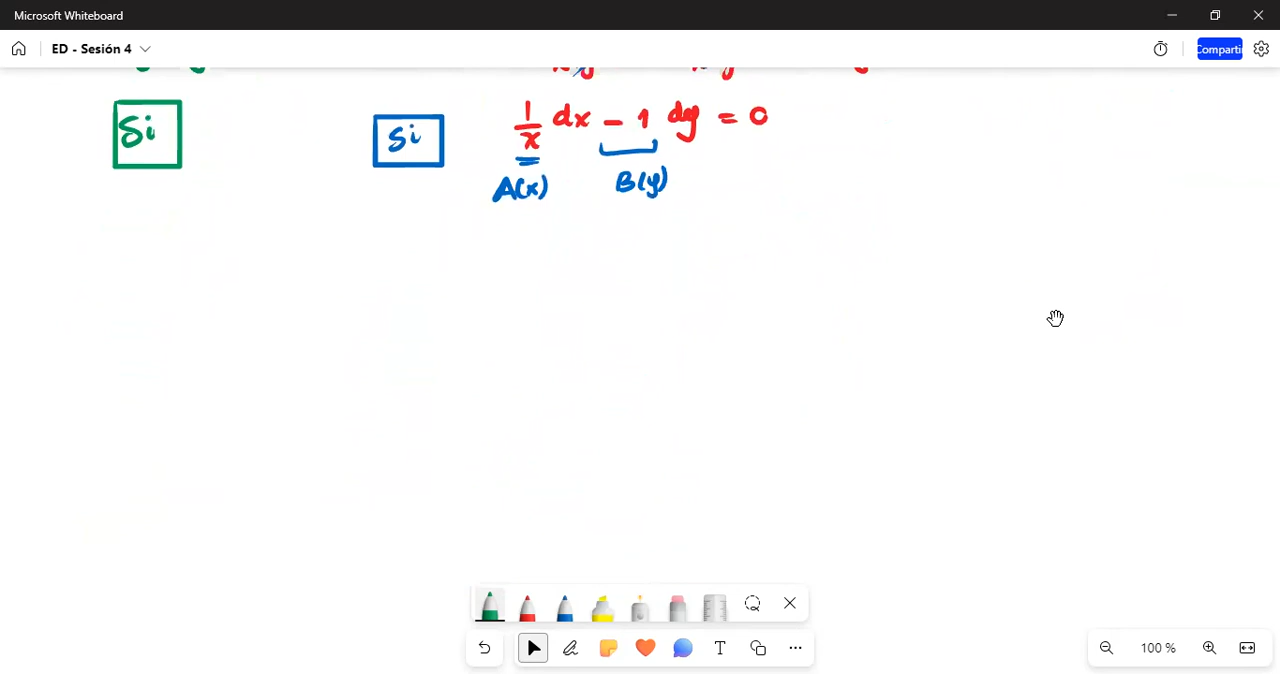 Microsoft Whiteboard
ED - Sesión 4
Comparti
Si
Si
1/x dx - 1 dy = 0
A(x) B(y)
100 %